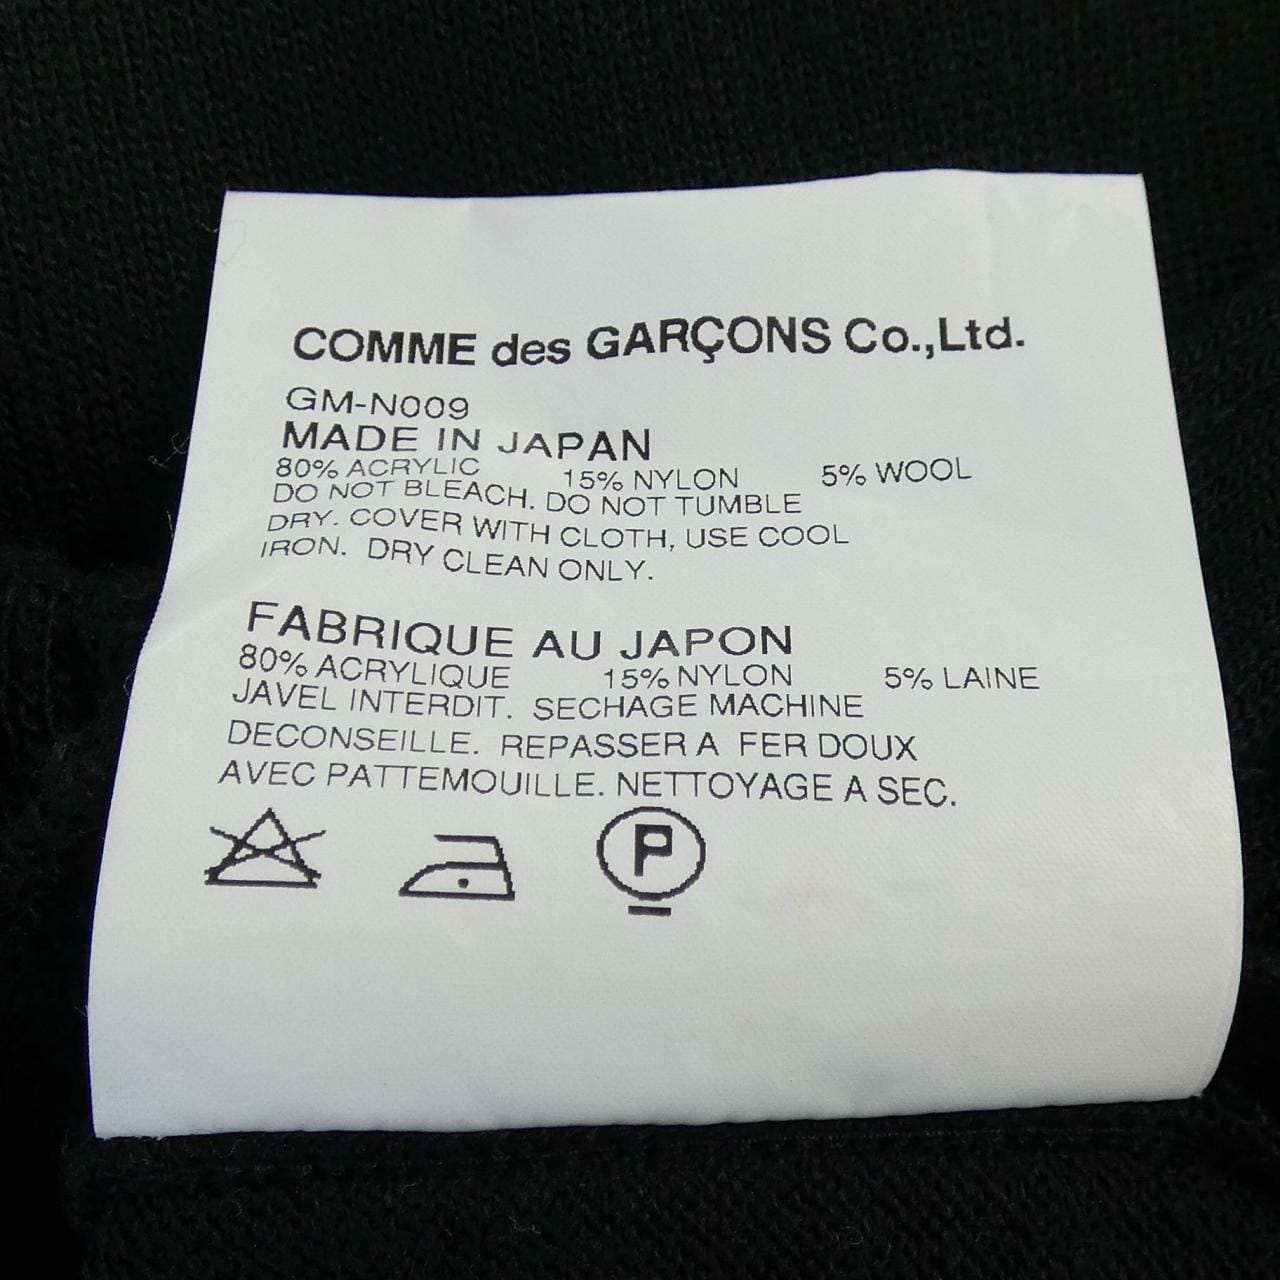 COMME des GARÇONS Co.,Ltd.
GM-N009
MADE IN JAPAN
80% ACRYLIC 15% NYLON 5% WOOL
DO NOT BLEACH. DO NOT TUMBLE
DRY. COVER WITH CLOTH, USE COOL
IRON. DRY CLEAN ONLY.
FABRIQUE AU JAPON
80% ACRYLIQUE 15% NYLON 5% LAINE
JAVEL INTERDIT. SECHAGE MACHINE
DECONSEILLE. REPASSER A FER DOUX
AVEC PATTEMOUILLE. NETTOYAGE A SEC.
P